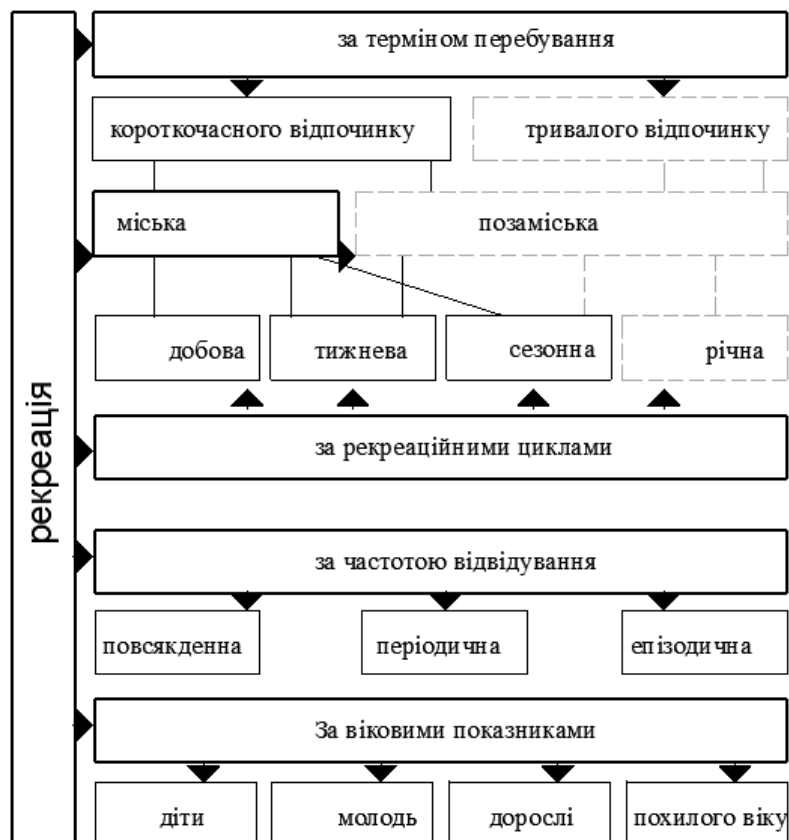 рекреація
за терміном перебування
короткочасного відпочинку
тривалого відпочинку
міська
позаміська
добова
тижнева
сезонна
річна
за рекреаційними циклами
за частотою відвідування
повсякденна
періодична
епізодична
За віковими показниками
діти
молодь
дорослі
похилого віку